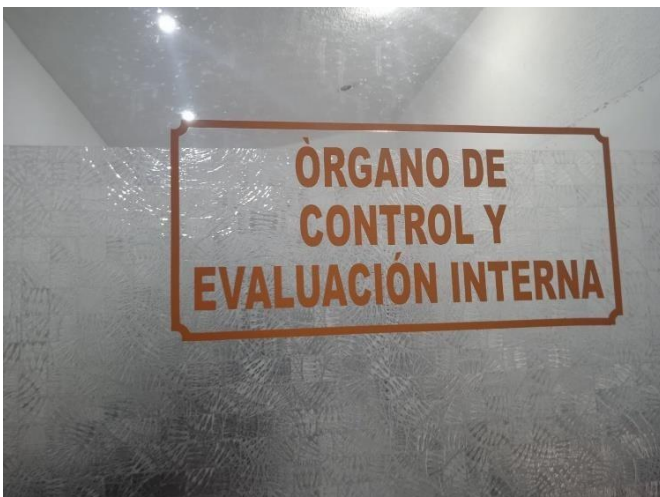 ÒRGANO DE
CONTROL Y
EVALUACIÓN INTERNA